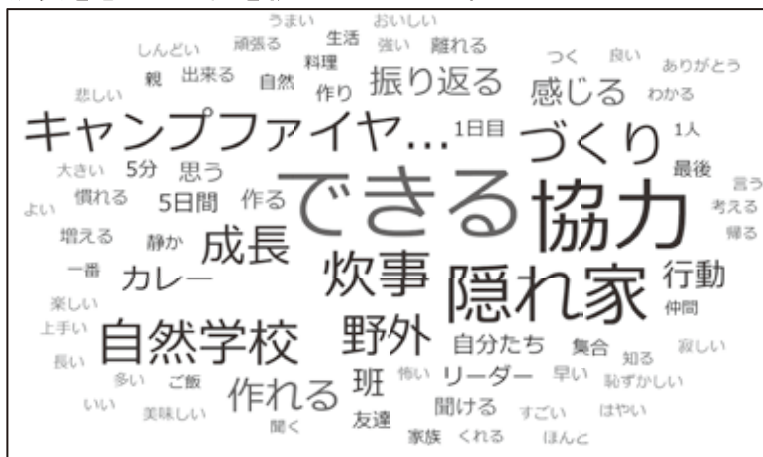 うまい おいしい
しんどい 頑張る 生活 強い 離れる つく 良い ありがとう
親 出来る 自然 料理 振り返る 感じる わかる
悲しい 作り
キャンプファイヤ... 1日目 づくり 1人
大きい 5分 思う できる 協力 最後 言う
よい 慣れる 5日間 作る 考える
増える 静か 成長 炊事 隠れ家 行動 帰る
一番 カレー 仲間
楽しい
上手い 自然学校 野外 自分たち 集合 知る 寂しい
長い 多い ご飯 作れる 班 怖い リーダー 早い 恥ずかしい
いい 美味しい 聞く 友達 聞ける すごい はやい
家族 くれる ほんと